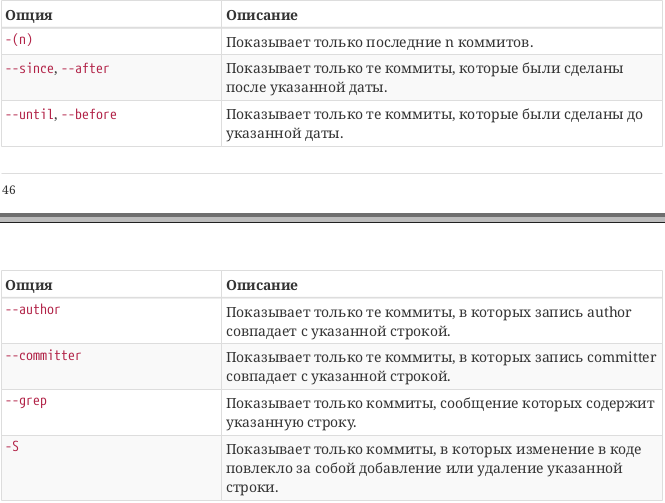 Опция Описание
-(n) Показывает только последние n коммитов.
--since, --after Показывает только те коммиты, которые были сделаны
после указанной даты.
--until, --before Показывает только те коммиты, которые были сделаны до
указанной даты.
46
Опция Описание
--author Показывает только те коммиты, в которых запись author
совпадает с указанной строкой.
--committer Показывает только те коммиты, в которых запись committer
совпадает с указанной строкой.
--grep Показывает только коммиты, сообщение которых содержит
указанную строку.
-S Показывает только коммиты, в которых изменение в коде
повлекло за собой добавление или удаление указанной
строки.